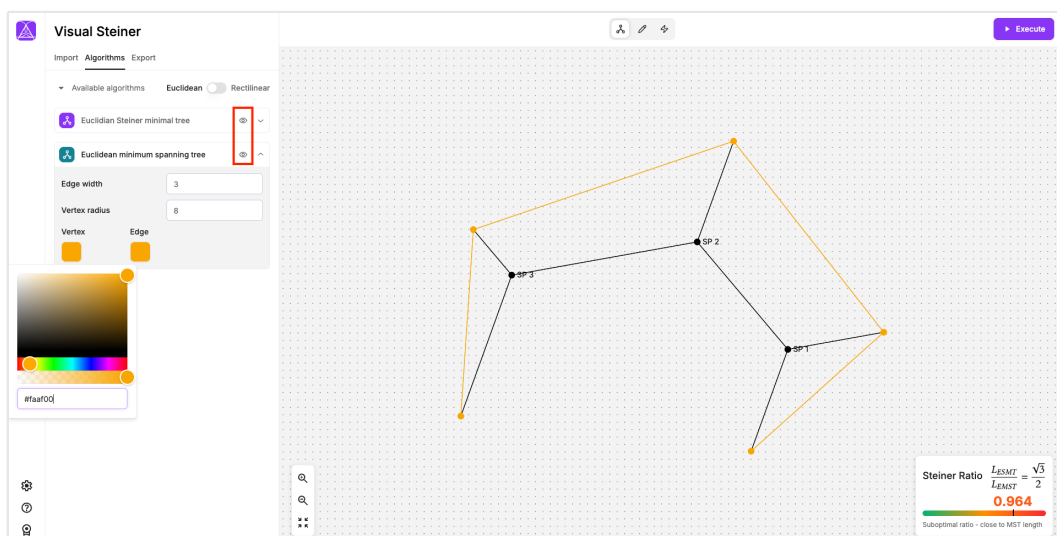 Visual Steiner
Execute
Import Algorithms Export
Available algorithms Euclidean Rectilinear
Euclidian Steiner minimal tree
Euclidean minimum spanning tree
Edge width 3
Vertex radius 8
Vertex Edge
#faaf00
SP 2
SP 3
SP 1
Steiner Ratio L_ESMT / L_EMST = √3 / 2
0.964
Suboptimal ratio - close to MST length